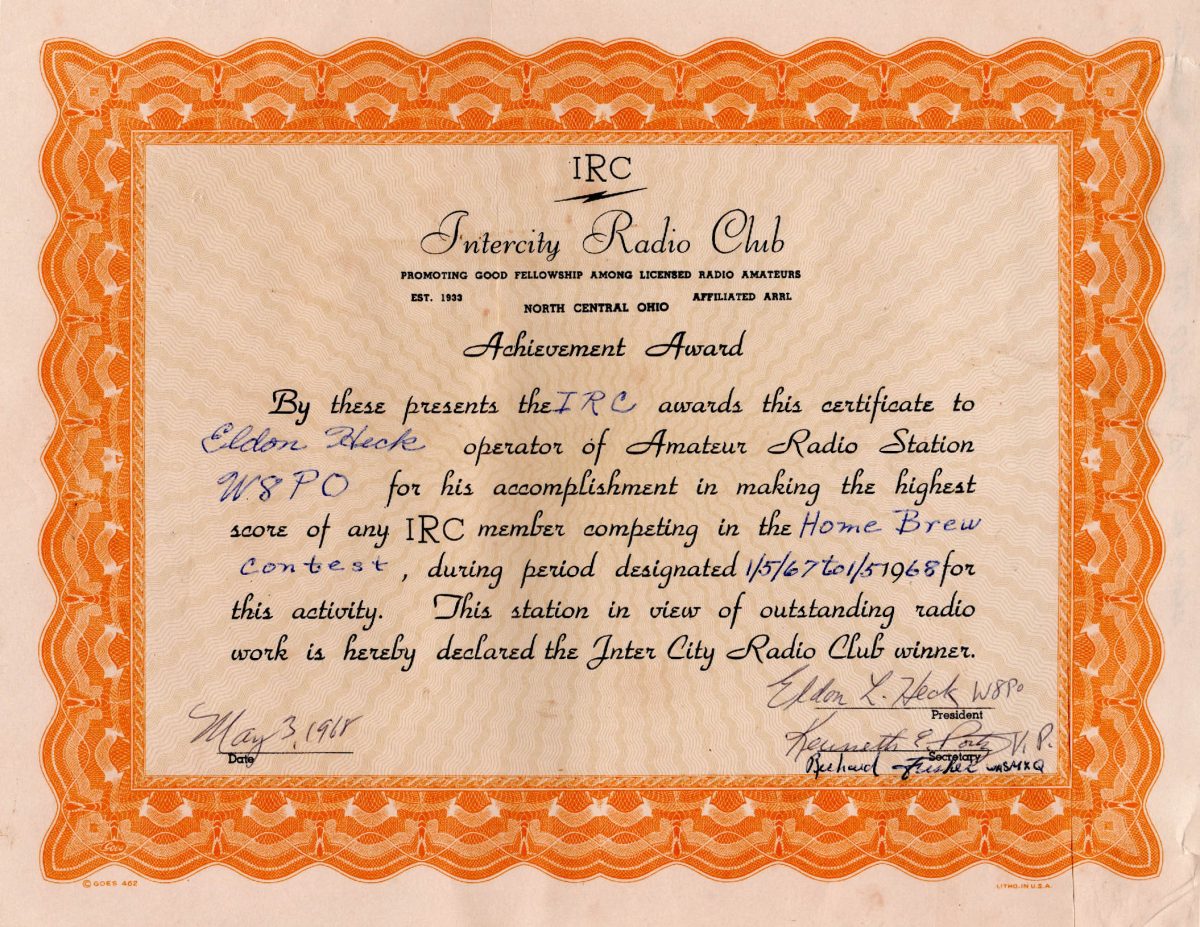 IRC
Intercity Radio Club
PROMOTING GOOD FELLOWSHIP AMONG LICENSED RADIO AMATEURS
EST. 1933 AFFILIATED ARRL
NORTH CENTRAL OHIO
Achievement Award
By these presents the IRC awards this certificate to
Eldon Heck operator of Amateur Radio Station
W8PO for his accomplishment in making the highest
score of any IRC member competing in the Home Brew
Contest, during period designated 1/5/67 to 1/5 1968 for
this activity. This station in view of outstanding radio
work is hereby declared the Inter City Radio Club winner.
Eldon L. Heck W8PO
President
May 3, 1968
Date
Kenneth E. V.P.
Secretary
Fisher
Goes
© GOES 462
LITHO. IN U.S.A.